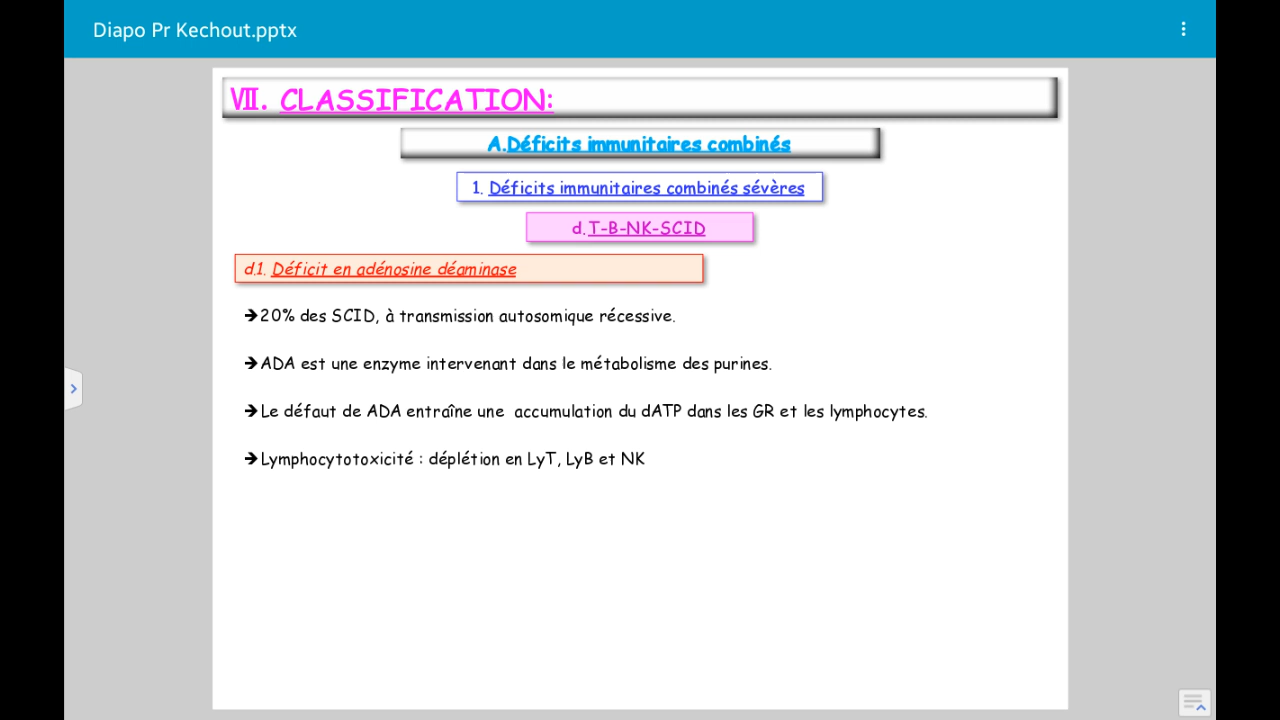 Diapo Pr Kechout.pptx
VII. CLASSIFICATION:
A.Déficits immunitaires combinés
1. Déficits immunitaires combinés sévères
d.T-B-NK-SCID
d.1. Déficit en adénosine déaminase
➔20% des SCID, à transmission autosomique récessive.
➔ADA est une enzyme intervenant dans le métabolisme des purines.
➔Le défaut de ADA entraîne une accumulation du dATP dans les GR et les lymphocytes.
➔Lymphocytotoxicité : déplétion en LyT, LyB et NK